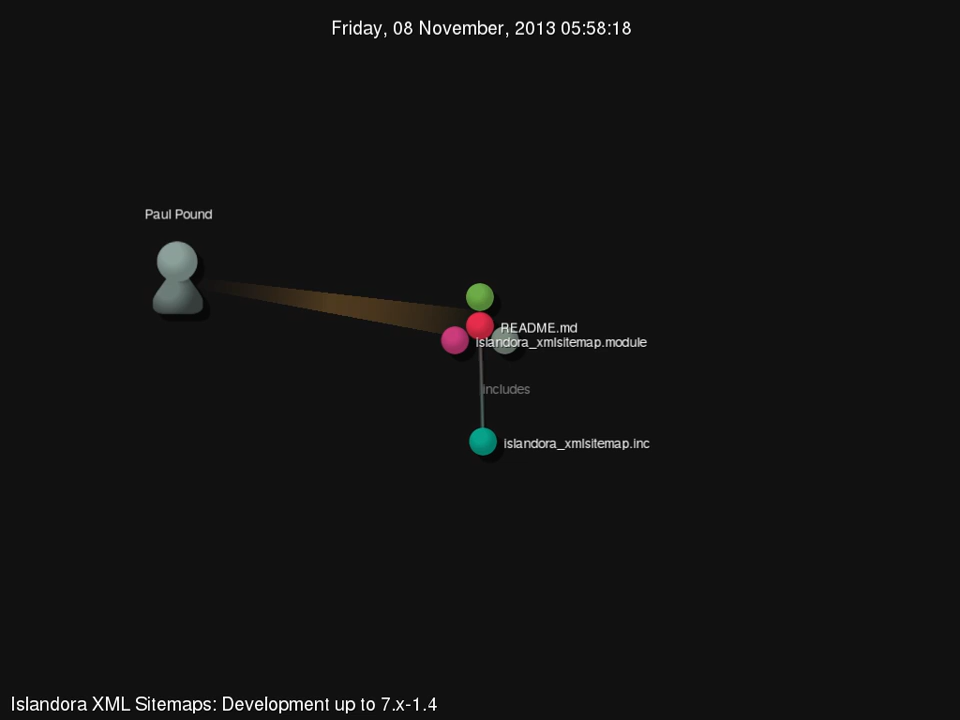 Friday, 08 November, 2013 05:58:18
Paul Pound
README.md
islandora_xmlsitemap.module
includes
islandora_xmlsitemap.inc
Islandora XML Sitemaps: Development up to 7.x-1.4